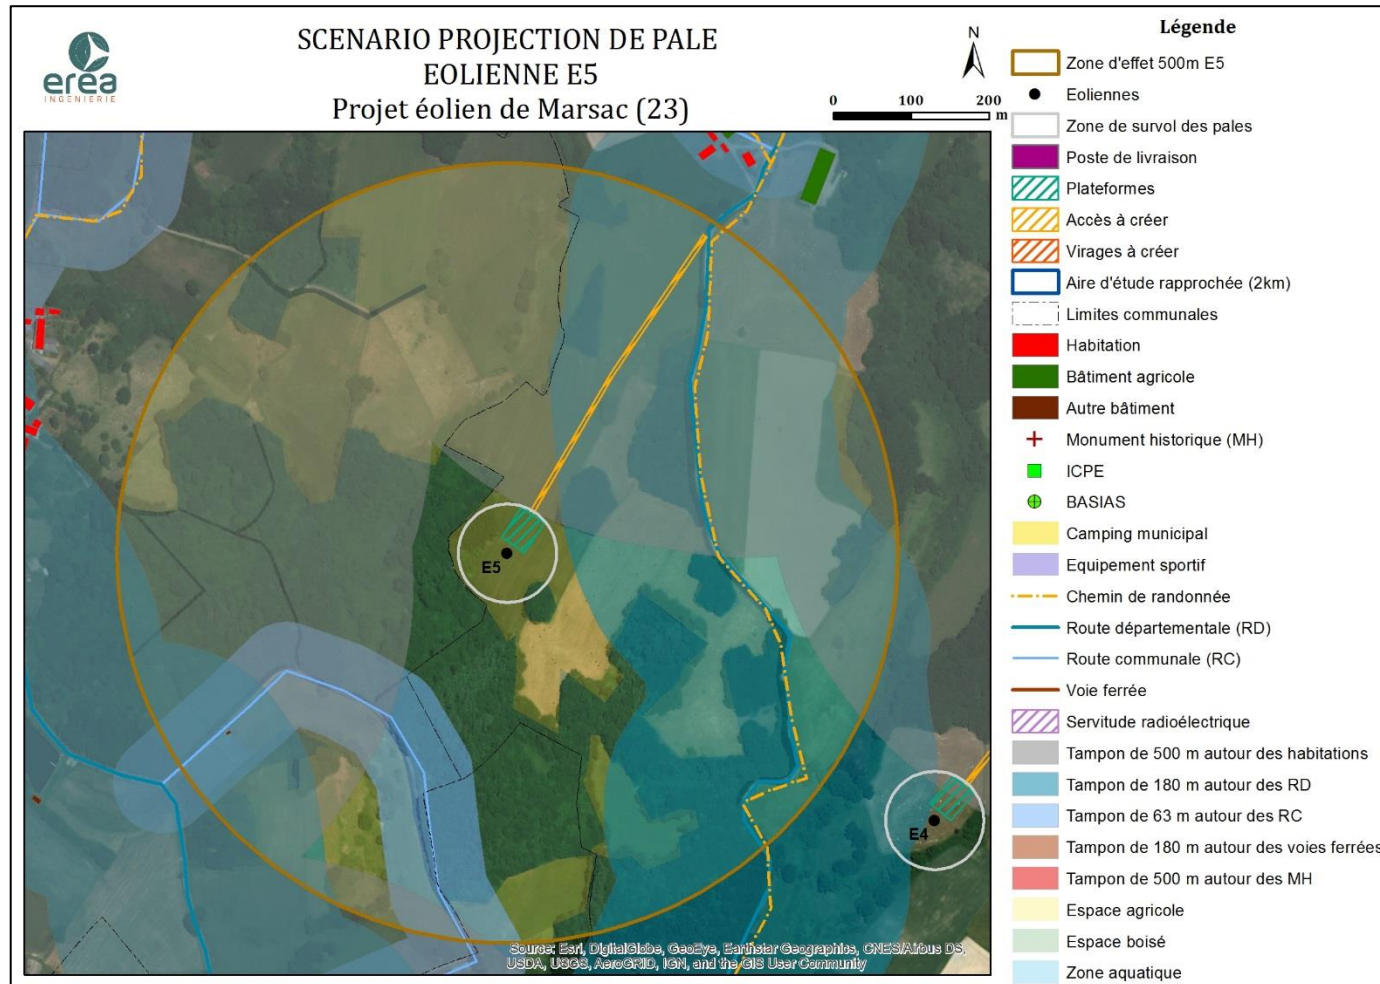 erea
INGENIERIE
SCENARIO PROJECTION DE PALE
EOLIENNE E5
Projet éolien de Marsac (23)
N
0 100 200
m
E5
E4
Source: Esri, DigitalGlobe, GeoEye, Earthstar Geographics, CNES/Airbus DS,
USDA, USGS, AeroGRID, IGN, and the GIS User Community
Légende
Zone d'effet 500m E5
Eoliennes
Zone de survol des pales
Poste de livraison
Plateformes
Accès à créer
Virages à créer
Aire d'étude rapprochée (2km)
Limites communales
Habitation
Bâtiment agricole
Autre bâtiment
Monument historique (MH)
ICPE
BASIAS
Camping municipal
Equipement sportif
Chemin de randonnée
Route départementale (RD)
Route communale (RC)
Voie ferrée
Servitude radioélectrique
Tampon de 500 m autour des habitations
Tampon de 180 m autour des RD
Tampon de 63 m autour des RC
Tampon de 180 m autour des voies ferrées
Tampon de 500 m autour des MH
Espace agricole
Espace boisé
Zone aquatique